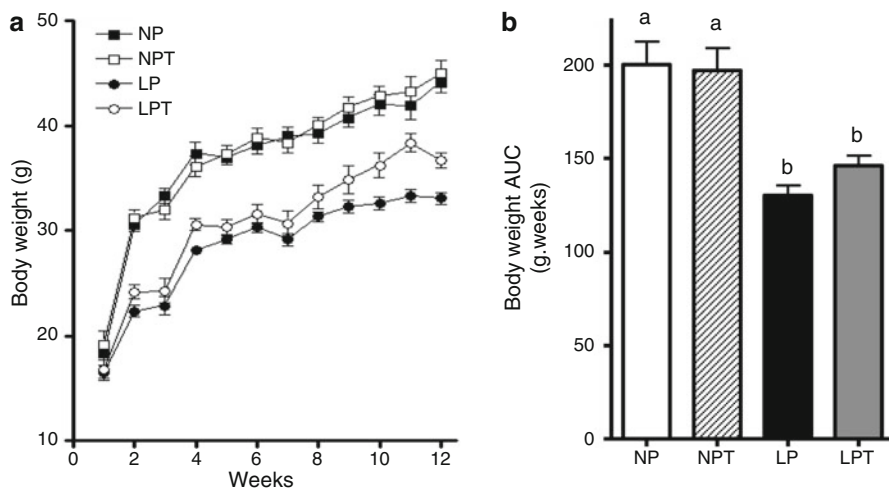 a
NP
NPT
LP
LPT
Body weight (g)
50
40
30
20
10
0 2 4 6 8 10 12
Weeks
b
Body weight AUC
(g.weeks)
200
150
100
50
0
a a b b
NP NPT LP LPT